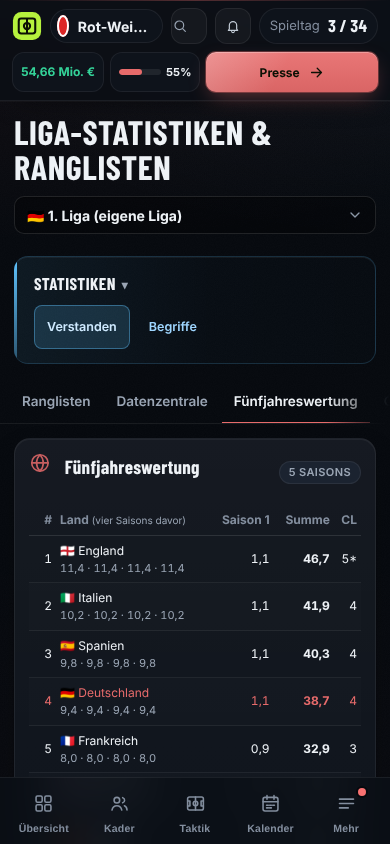 Rot-Wei...
Spieltag 3 / 34
54,66 Mio. €
55%
Presse →
LIGA-STATISTIKEN &
RANGLISTEN
1. Liga (eigene Liga)
STATISTIKEN ▾
Verstanden
Begriffe
Ranglisten
Datenzentrale
Fünfjahreswertung
Fünfjahreswertung
5 SAISONS
# Land (vier Saisons davor) Saison 1 Summe CL
1 England 1,1 46,7 5*
11,4 · 11,4 · 11,4 · 11,4
2 Italien 1,1 41,9 4
10,2 · 10,2 · 10,2 · 10,2
3 Spanien 1,1 40,3 4
9,8 · 9,8 · 9,8 · 9,8
4 Deutschland 1,1 38,7 4
9,4 · 9,4 · 9,4 · 9,4
5 Frankreich 0,9 32,9 3
8,0 · 8,0 · 8,0 · 8,0
Übersicht
Kader
Taktik
Kalender
Mehr